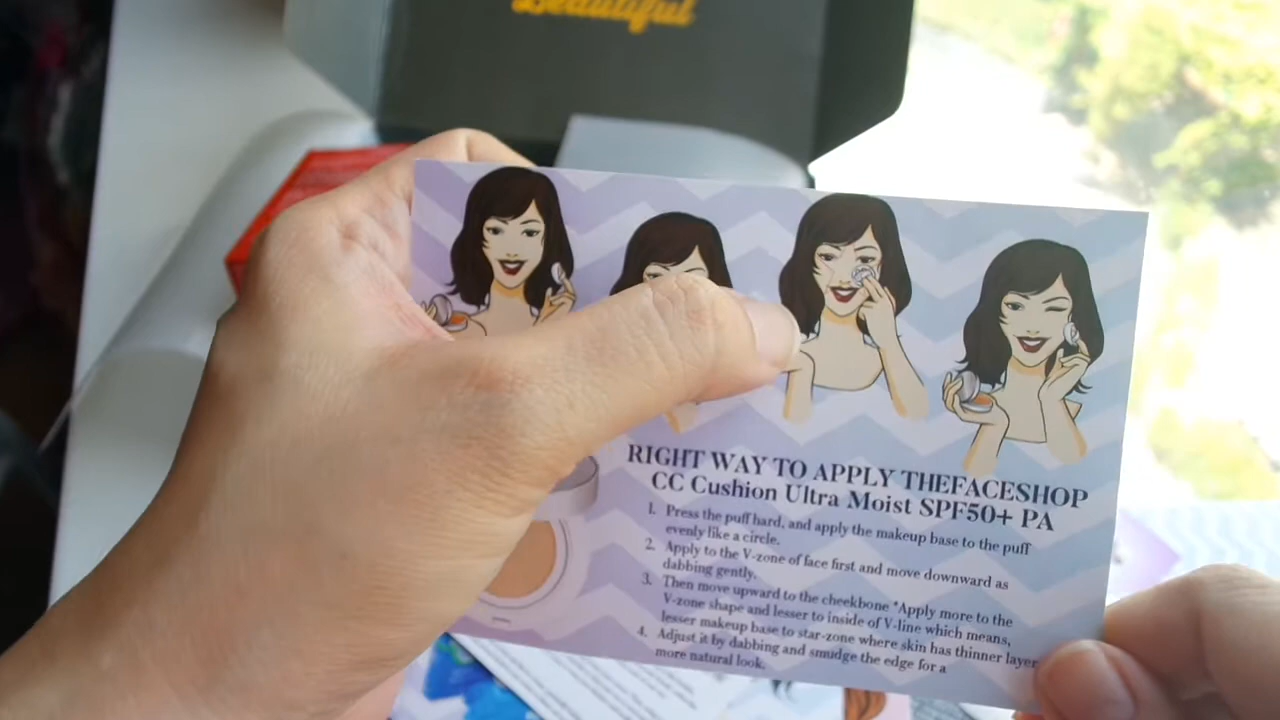 Beautiful
RIGHT WAY TO APPLY THEFACESHOP
CC Cushion Ultra Moist SPF50+ PA
1. Press the puff hard, and apply the makeup base to the puff
evenly like a circle.
2. Apply to the V-zone of face first and move downward as
dabbing gently.
3. Then move upward to the cheekbone *Apply more to the
V-zone shape and lesser to inside of V-line which means,
lesser makeup base to star-zone where skin has thinner layer
4. Adjust it by dabbing and smudge the edge for a
more natural look.